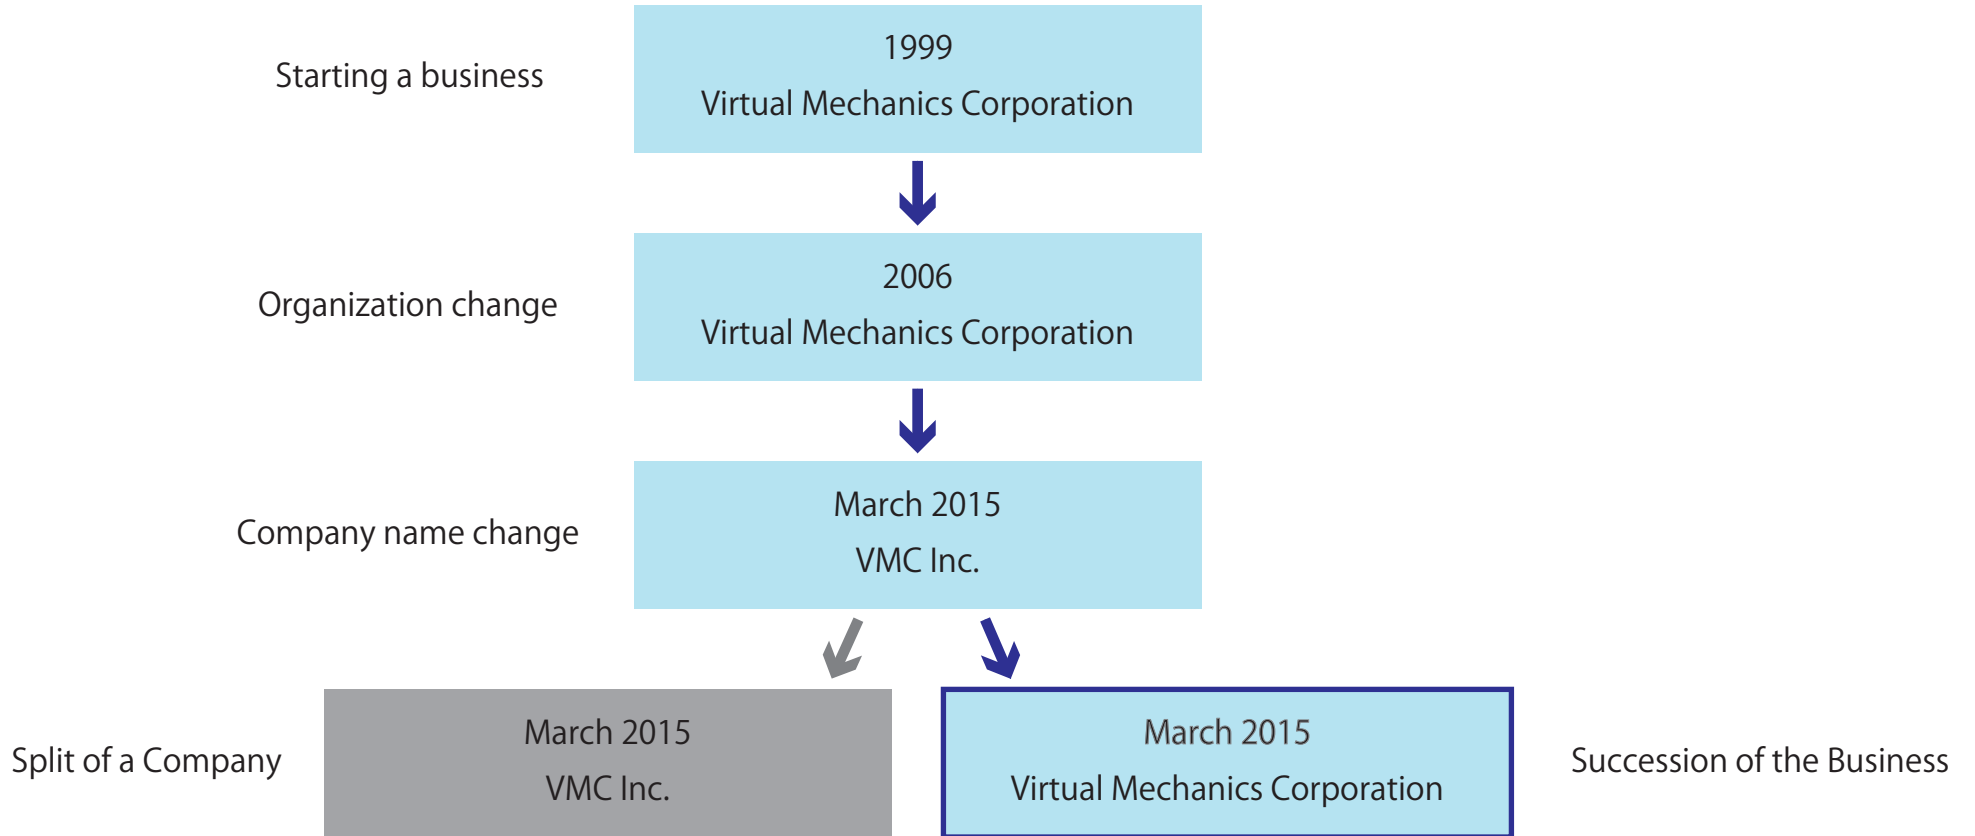 Starting a business
1999
Virtual Mechanics Corporation
Organization change
2006
Virtual Mechanics Corporation
Company name change
March 2015
VMC Inc.
Split of a Company
March 2015
VMC Inc.
March 2015
Virtual Mechanics Corporation
Succession of the Business